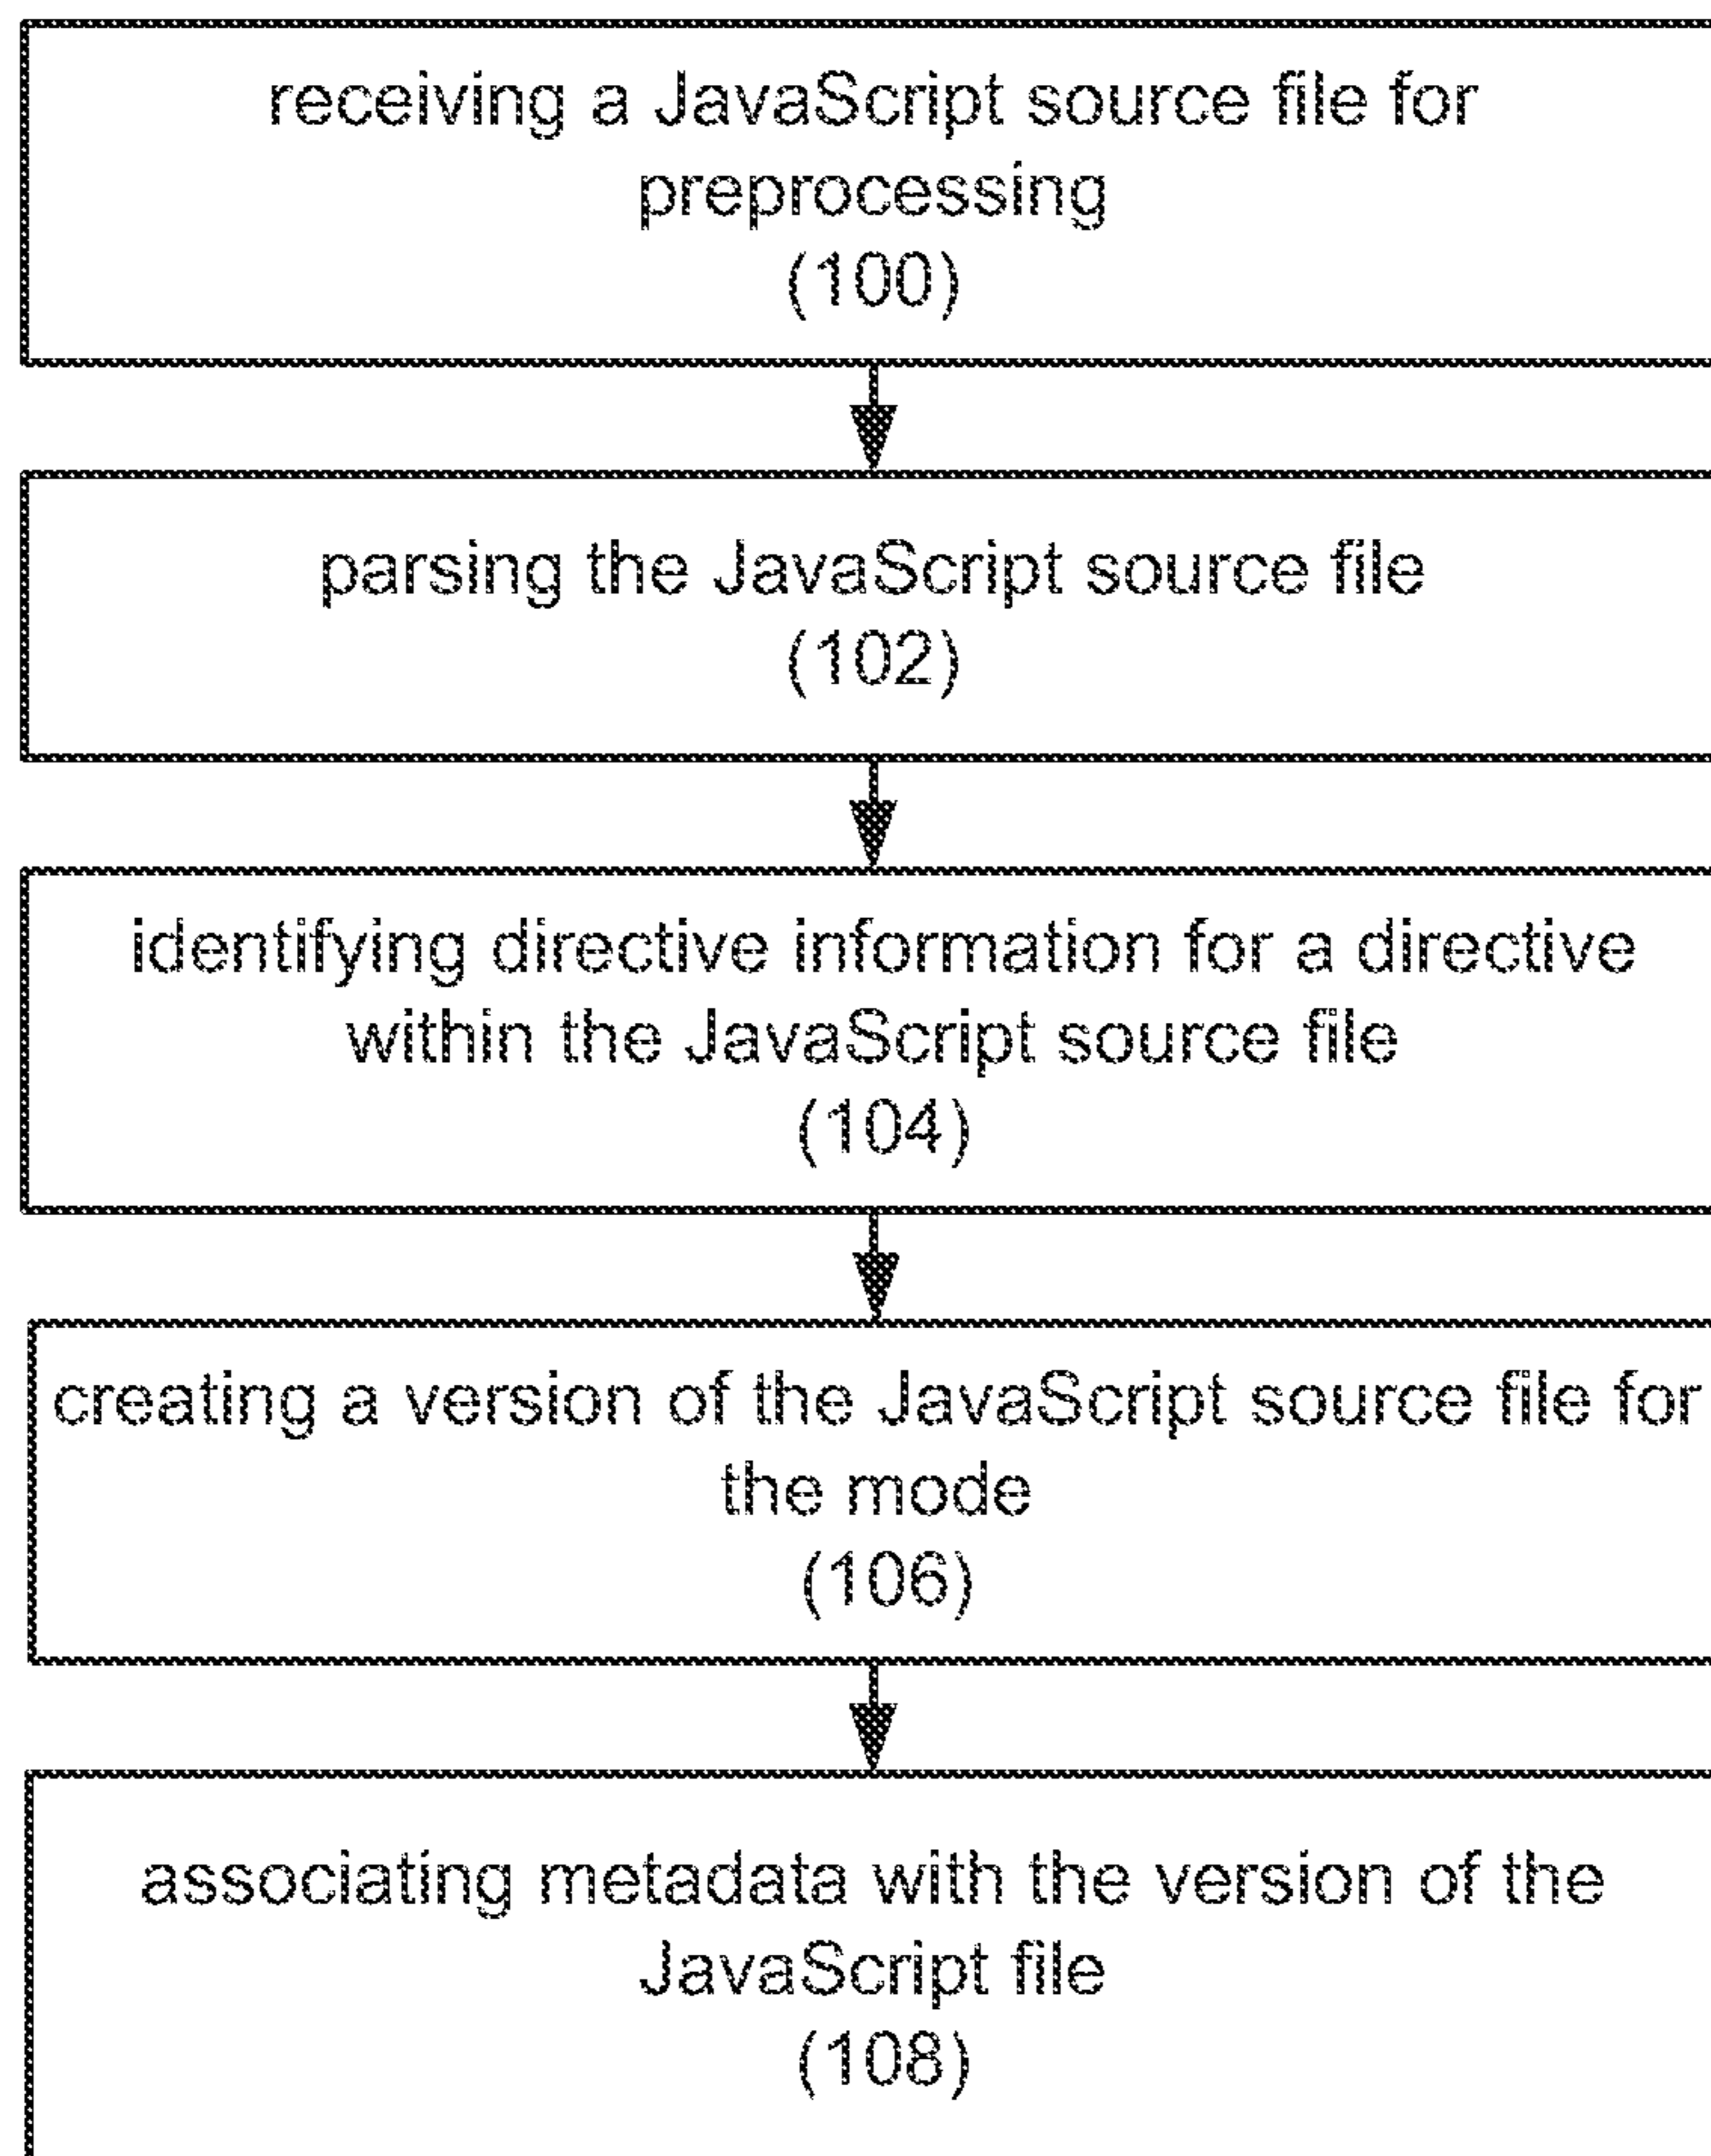 receiving a JavaScript source file for
preprocessing
(100)
parsing the JavaScript source file
(102)
identifying directive information for a directive
within the JavaScript source file
(104)
creating a version of the JavaScript source file for
the mode
(106)
associating metadata with the version of the
JavaScript file
(108)